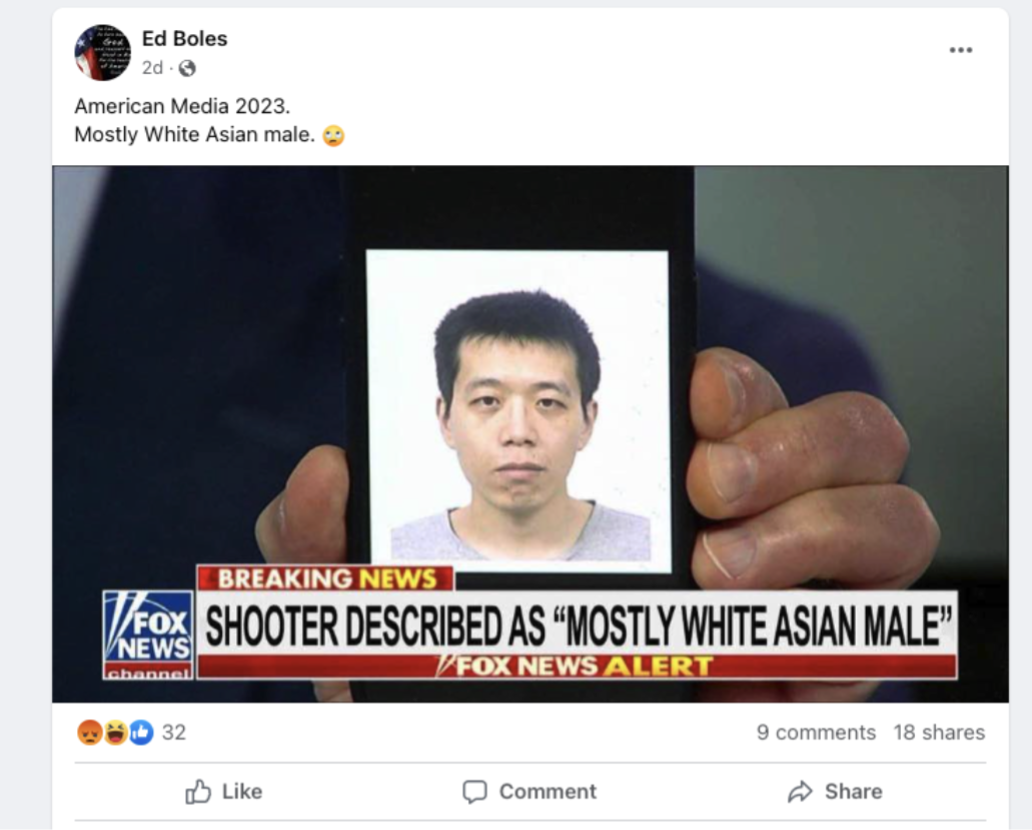 Ed Boles
2d ·
American Media 2023.
Mostly White Asian male. 🙄
BREAKING NEWS
FOX
NEWS
channel
SHOOTER DESCRIBED AS “MOSTLY WHITE ASIAN MALE”
FOX NEWS ALERT
32
9 comments 18 shares
Like
Comment
Share